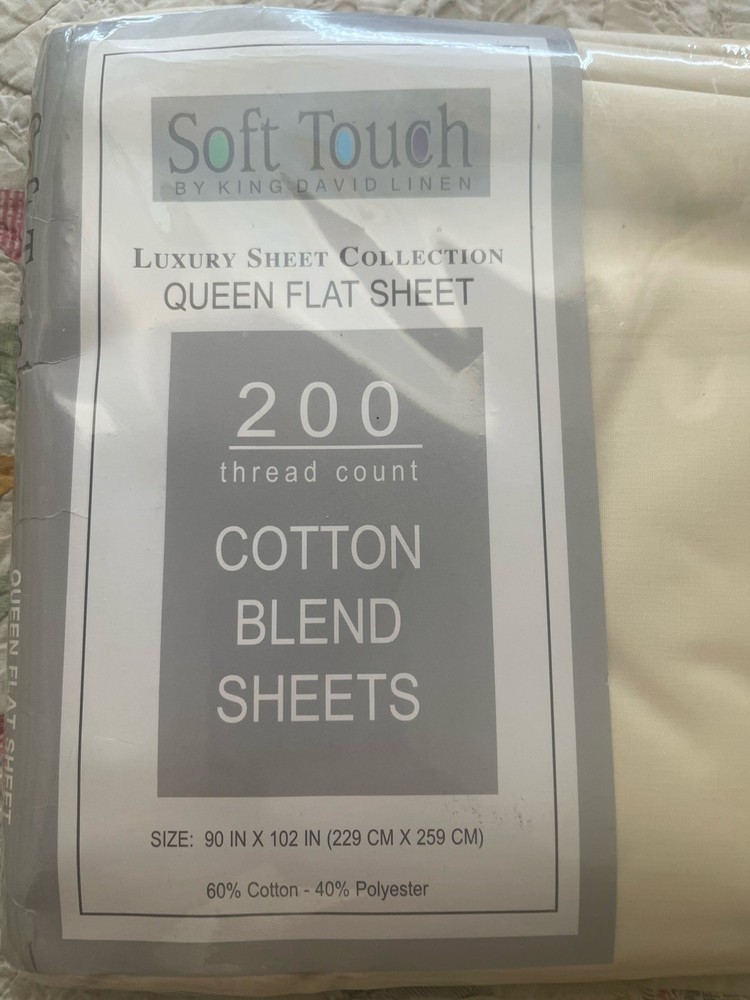 Soft Touch
BY KING DAVID LINEN
LUXURY SHEET COLLECTION
QUEEN FLAT SHEET
200
thread count
COTTON
BLEND
SHEETS
SIZE: 90 IN X 102 IN (229 CM X 259 CM)
60% Cotton - 40% Polyester
QUEEN FLAT SHEET